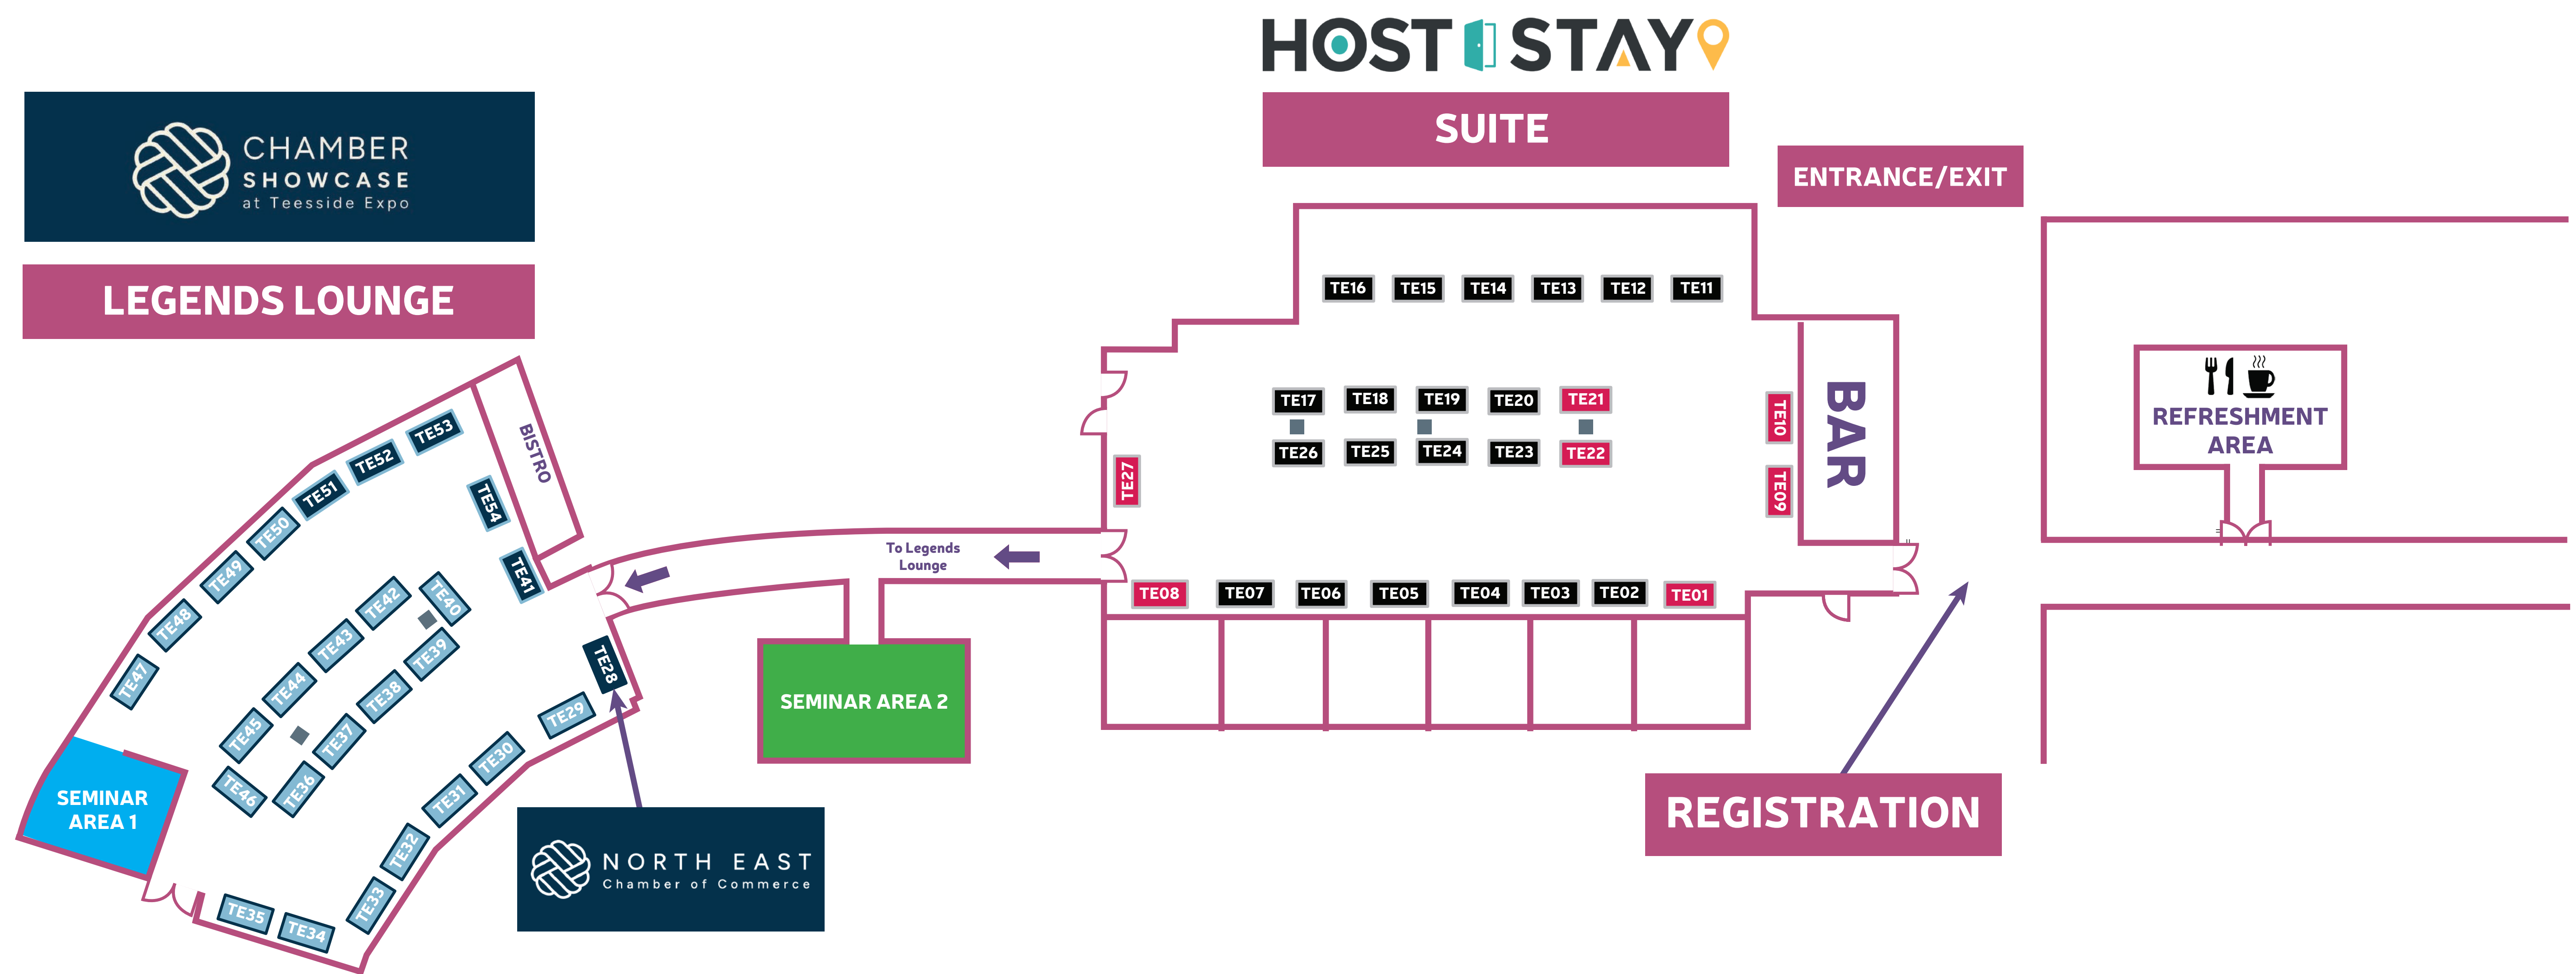 HOST STAY
SUITE
ENTRANCE/EXIT
CHAMBER
SHOWCASE
at Teesside Expo
LEGENDS LOUNGE
TE16 TE15 TE14 TE13 TE12 TE11
TE17 TE18 TE19 TE20 TE21
TE26 TE25 TE24 TE23 TE22
TE10
TE09
BAR
REFRESHMENT
AREA
TE27
TE08 TE07 TE06 TE05 TE04 TE03 TE02 TE01
To Legends
Lounge
BISTRO
TE53
TE52
TE51
TE50
TE49
TE48
TE47
TE54
TE41
TE42
TE40
TE43
TE39
TE44
TE38
TE45
TE37
TE46
TE36
TE28
TE29
TE30
TE31
TE32
TE33
TE35
TE34
SEMINAR
AREA 1
SEMINAR AREA 2
NORTH EAST
Chamber of Commerce
REGISTRATION